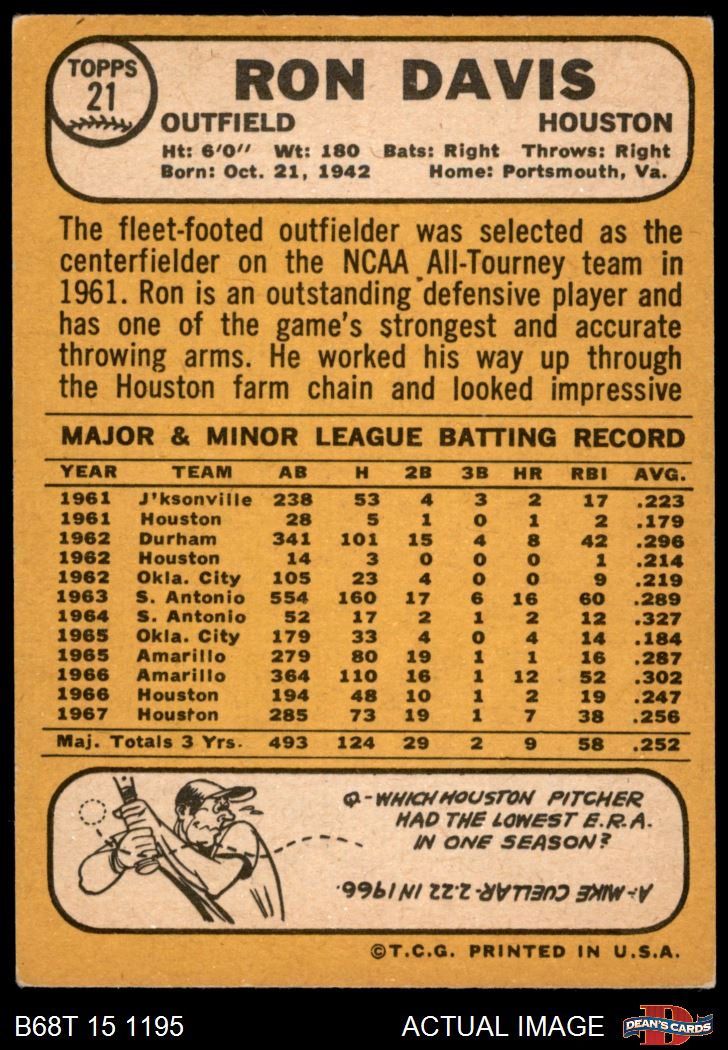 TOPPS
21
RON DAVIS
OUTFIELD HOUSTON
Ht: 6'0" Wt: 180 Bats: Right Throws: Right
Born: Oct. 21, 1942 Home: Portsmouth, Va.
The fleet-footed outfielder was selected as the
centerfielder on the NCAA All-Tourney team in
1961. Ron is an outstanding defensive player and
has one of the game's strongest and accurate
throwing arms. He worked his way up through
the Houston farm chain and looked impressive
MAJOR & MINOR LEAGUE BATTING RECORD
YEAR TEAM AB H 2B 3B HR RBI AVG.
1961 J'ksonville 238 53 4 3 2 17 .223
1961 Houston 28 5 1 0 1 2 .179
1962 Durham 341 101 15 4 8 42 .296
1962 Houston 14 3 0 0 0 1 .214
1962 Okla. City 105 23 4 0 0 9 .219
1963 S. Antonio 554 160 17 6 16 60 .289
1964 S. Antonio 52 17 2 1 2 12 .327
1965 Okla. City 179 33 4 0 4 14 .184
1965 Amarillo 279 80 19 1 1 16 .287
1966 Amarillo 364 110 16 1 12 52 .302
1966 Houston 194 48 10 1 2 19 .247
1967 Houston 285 73 19 1 7 38 .256
Maj. Totals 3 Yrs. 493 124 29 2 9 58 .252
Q-WHICH HOUSTON PITCHER
HAD THE LOWEST E.R.A.
IN ONE SEASON?
A-MIKE CUELLAR-2.22 IN 1966.
©T.C.G. PRINTED IN U.S.A.
B68T 15 1195 ACTUAL IMAGE
D
DEAN'S CARDS